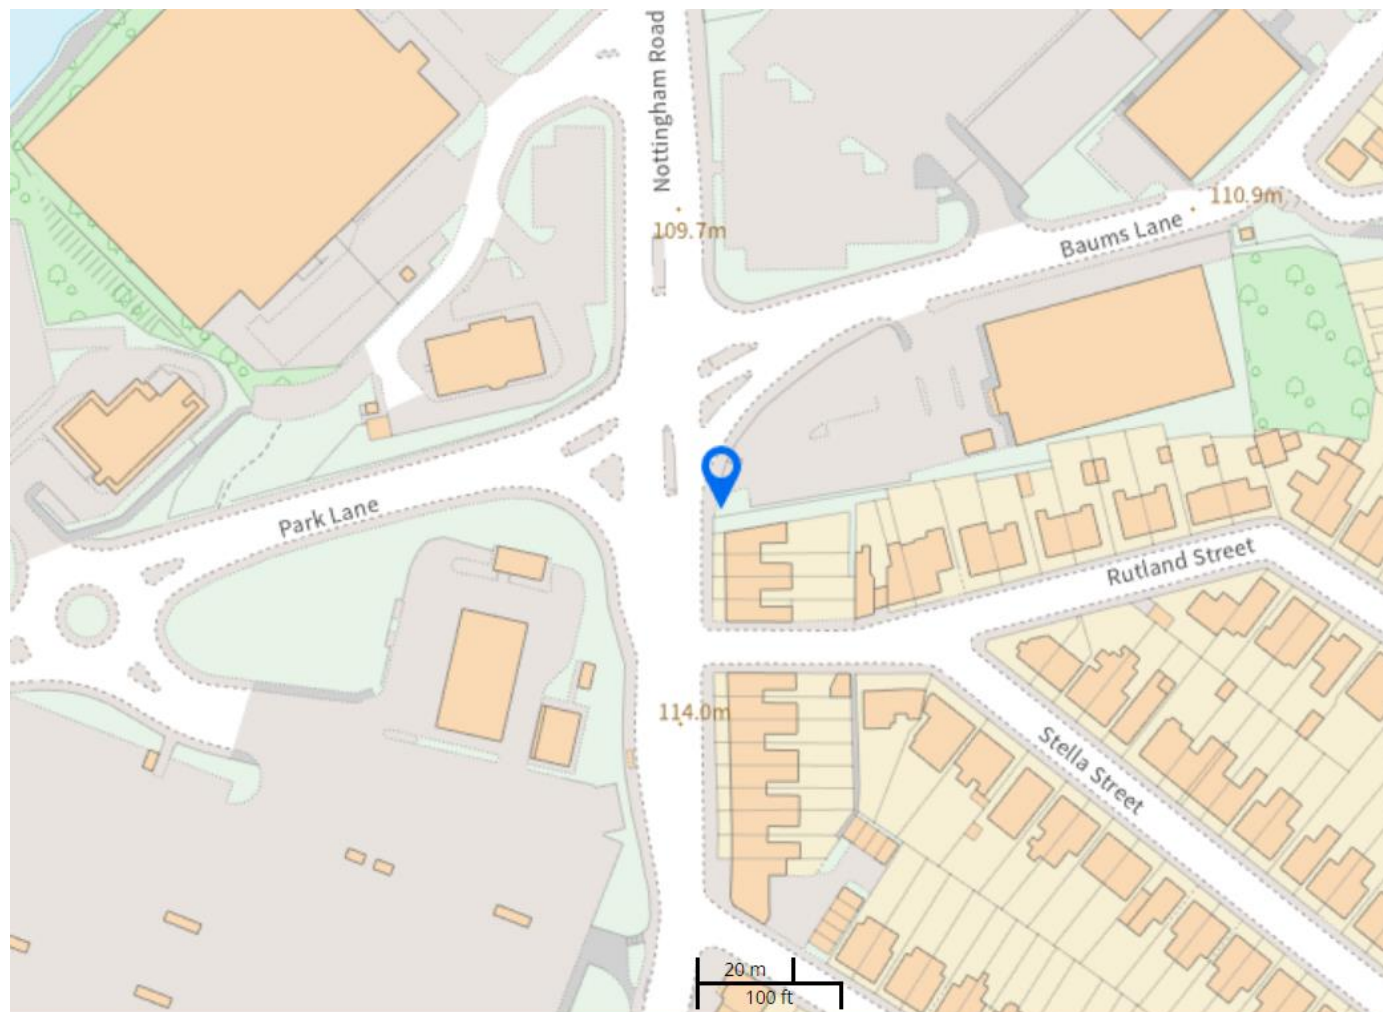 Nottingham Road
109.7m
110.9m
Baums Lane
Park Lane
Rutland Street
114.0m
Stella Street
20 m
100 ft